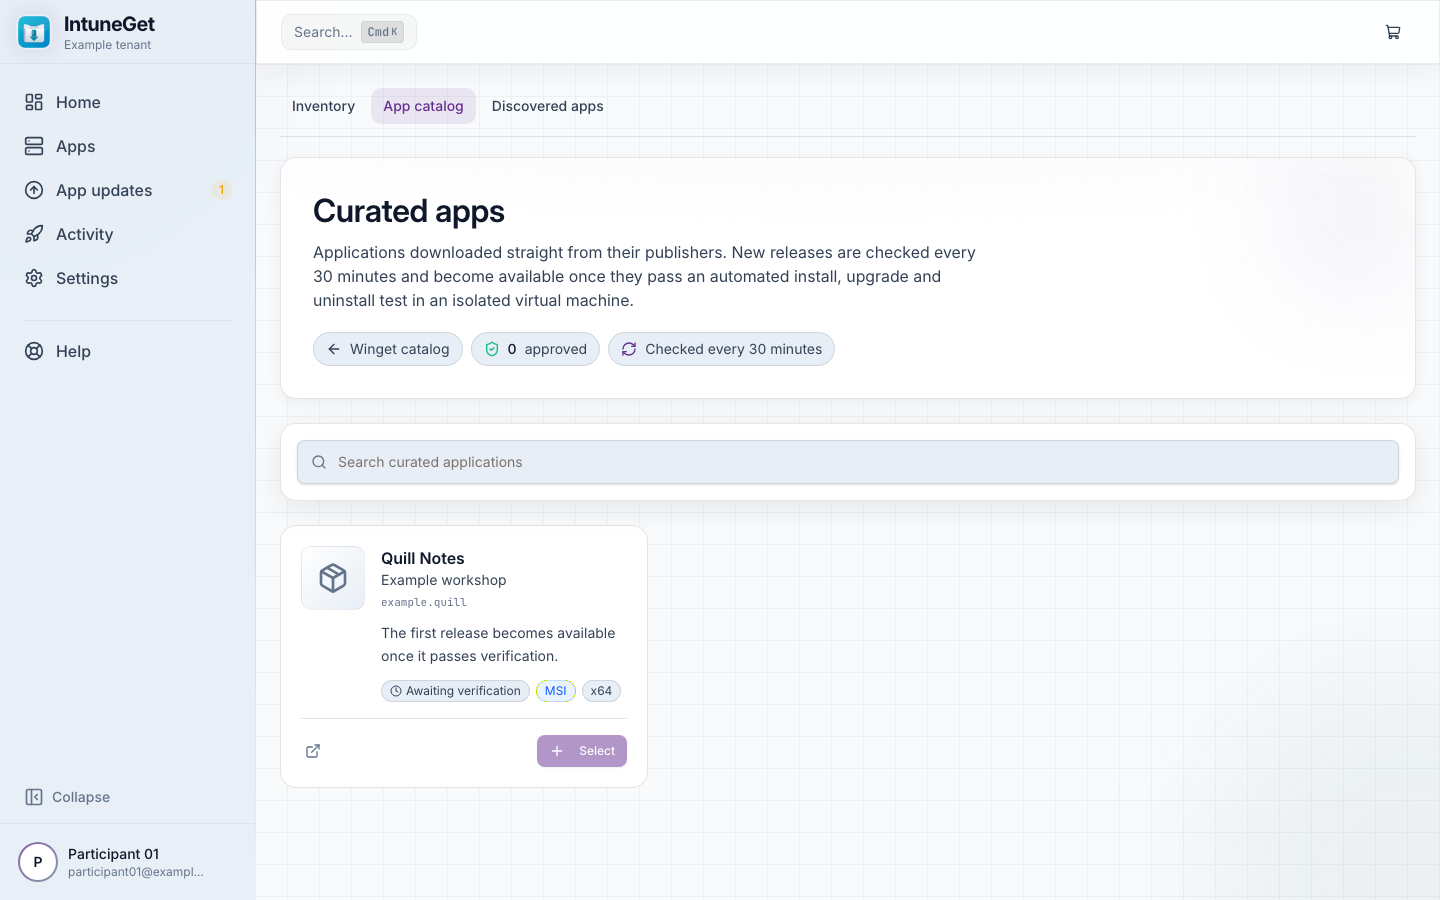 IntuneGet
Example tenant
Home
Apps
App updates
1
Activity
Settings
Help
Collapse
P
Participant 01
participant01@exampl...
Search...
Cmd K
Inventory
App catalog
Discovered apps
Curated apps
Applications downloaded straight from their publishers. New releases are checked every
30 minutes and become available once they pass an automated install, upgrade and
uninstall test in an isolated virtual machine.
Winget catalog
0 approved
Checked every 30 minutes
Search curated applications
Quill Notes
Example workshop
example.quill
The first release becomes available
once it passes verification.
Awaiting verification
MSI
x64
Select